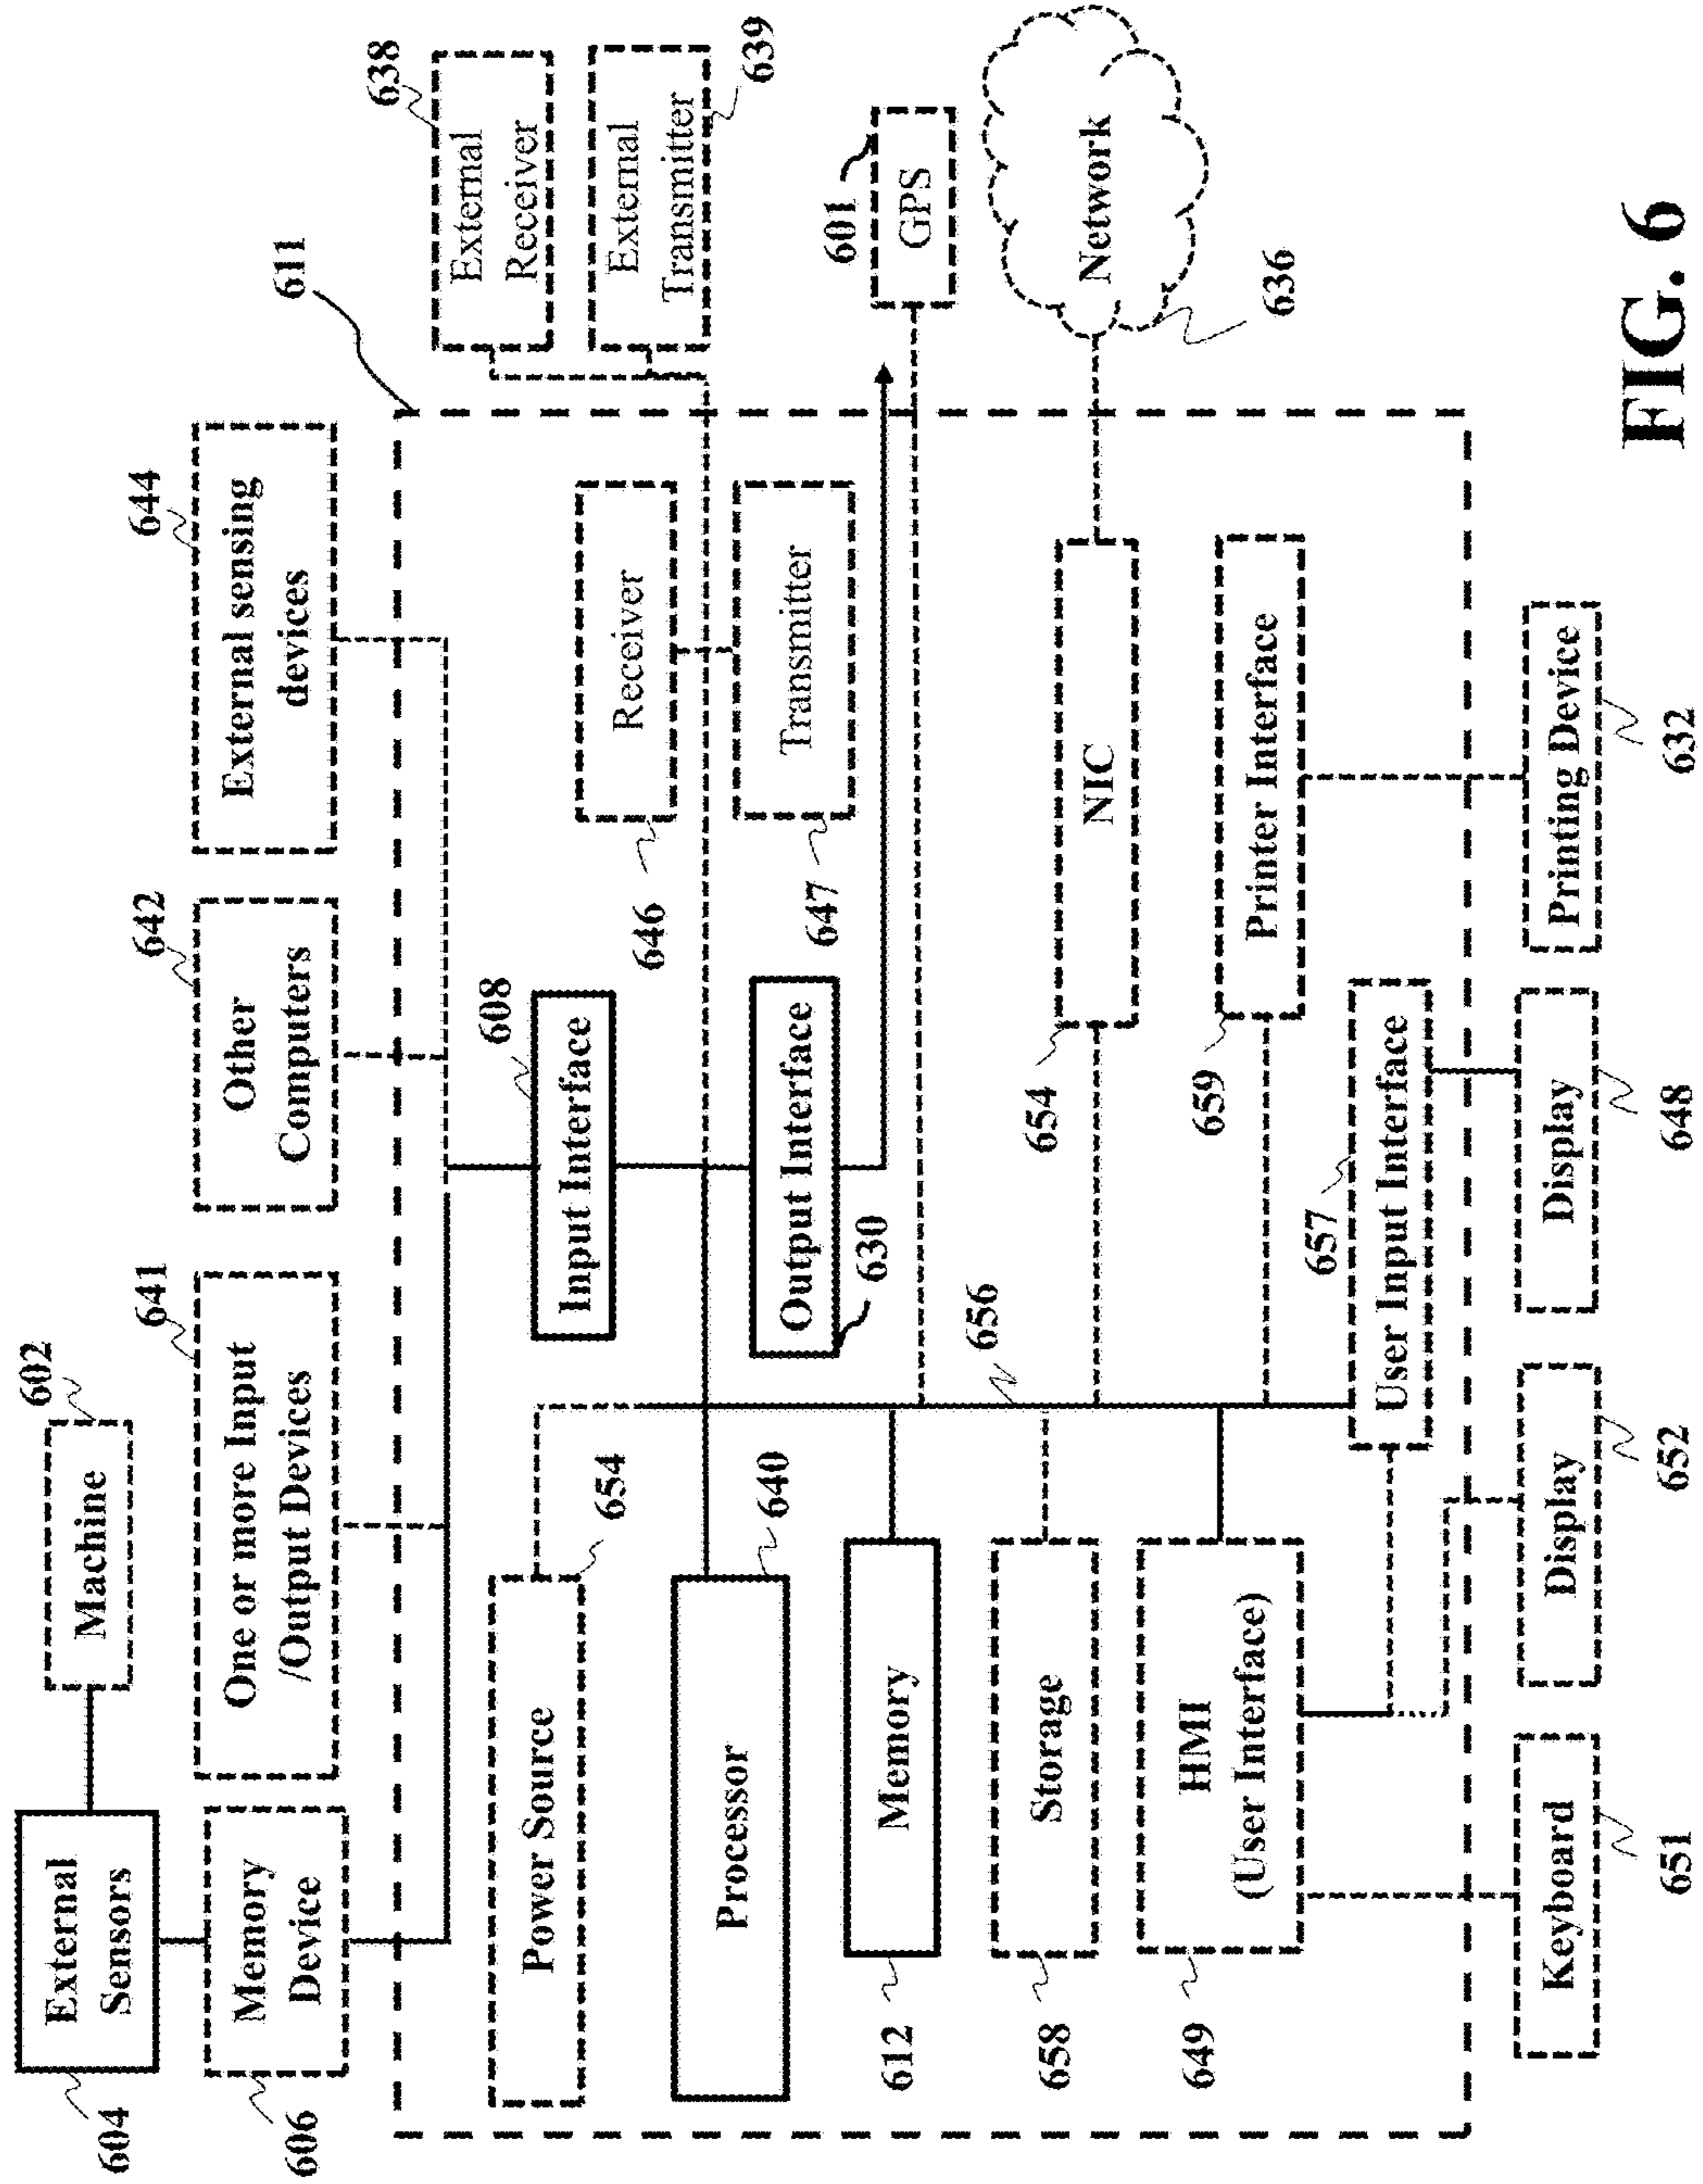 604
External
Sensors
602
Machine
606
Memory
Device
641
One or more Input
/Output Devices
642
Other
Computers
644
External sensing
devices
611
638
External
Receiver
639
External
Transmitter
654
Power Source
608
Input Interface
646
Receiver
640
Processor
630
Output Interface
647
Transmitter
601
GPS
612
Memory
656
658
Storage
654
NIC
Network
636
649
HMI
(User Interface)
659
Printer Interface
657
User Input Interface
651
Keyboard
652
Display
648
Display
632
Printing Device
FIG. 6